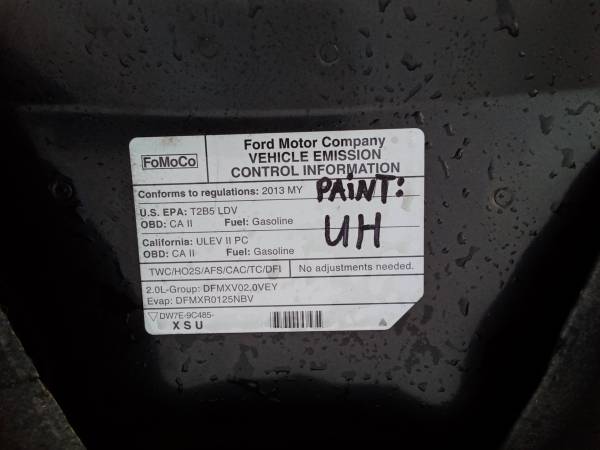 FoMoCo
Ford Motor Company
VEHICLE EMISSION
CONTROL INFORMATION
Conforms to regulations: 2013 MY
PAINT:
UH
U.S. EPA: T2B5 LDV
OBD: CA II Fuel: Gasoline
California: ULEV II PC
OBD: CA II Fuel: Gasoline
TWC/HO2S/AFS/CAC/TC/DFI No adjustments needed.
2.0L-Group: DFMXV02.0VEY
Evap: DFMXR0125NBV
DW7E-9C485-
XSU